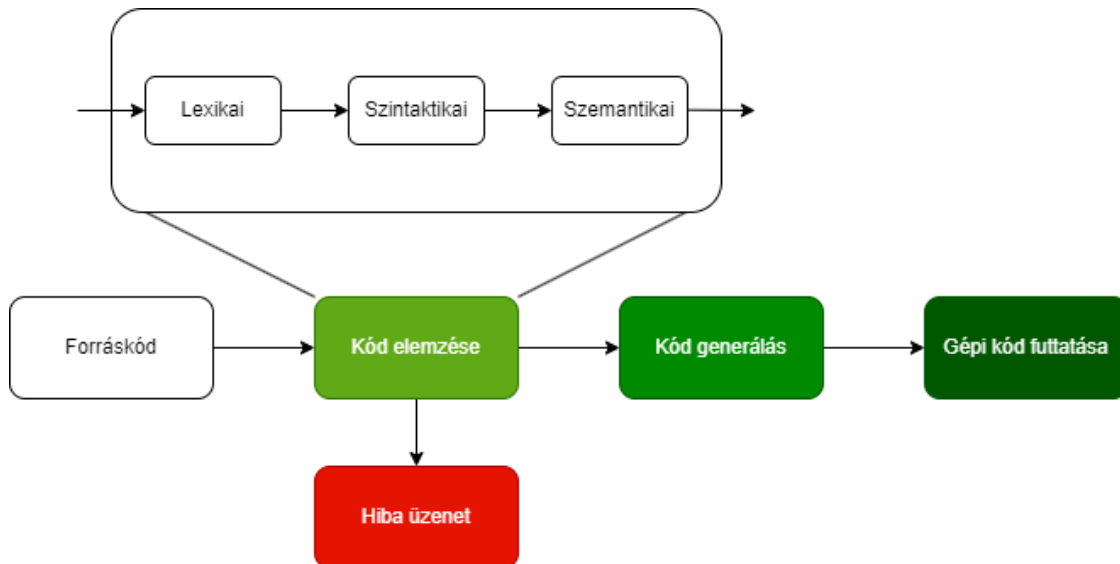 Lexikai
Szintaktikai
Szemantikai
Forráskód
Kód elemzése
Kód generálás
Gépi kód futtatása
Hiba üzenet